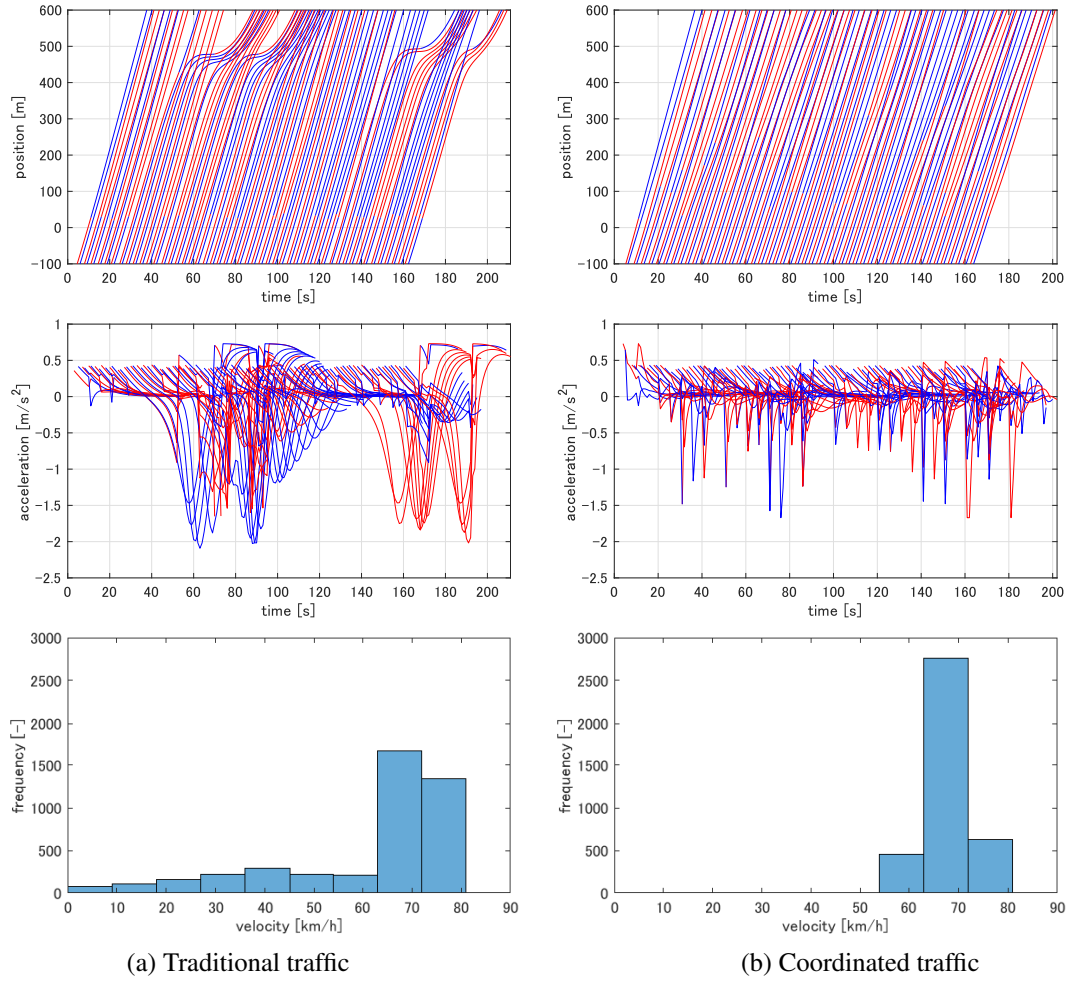 600
500
400
300
200
100
0
-100
position [m]
0 20 40 60 80 100 120 140 160 180 200
time [s]
600
500
400
300
200
100
0
-100
position [m]
0 20 40 60 80 100 120 140 160 180 200
time [s]
1
0.5
0
-0.5
-1
-1.5
-2
-2.5
acceleration [m/s²]
0 20 40 60 80 100 120 140 160 180 200
time [s]
1
0.5
0
-0.5
-1
-1.5
-2
-2.5
acceleration [m/s²]
0 20 40 60 80 100 120 140 160 180 200
time [s]
3000
2500
2000
1500
1000
500
0
frequency [-]
0 10 20 30 40 50 60 70 80 90
velocity [km/h]
3000
2500
2000
1500
1000
500
0
frequency [-]
0 10 20 30 40 50 60 70 80 90
velocity [km/h]
(a) Traditional traffic
(b) Coordinated traffic